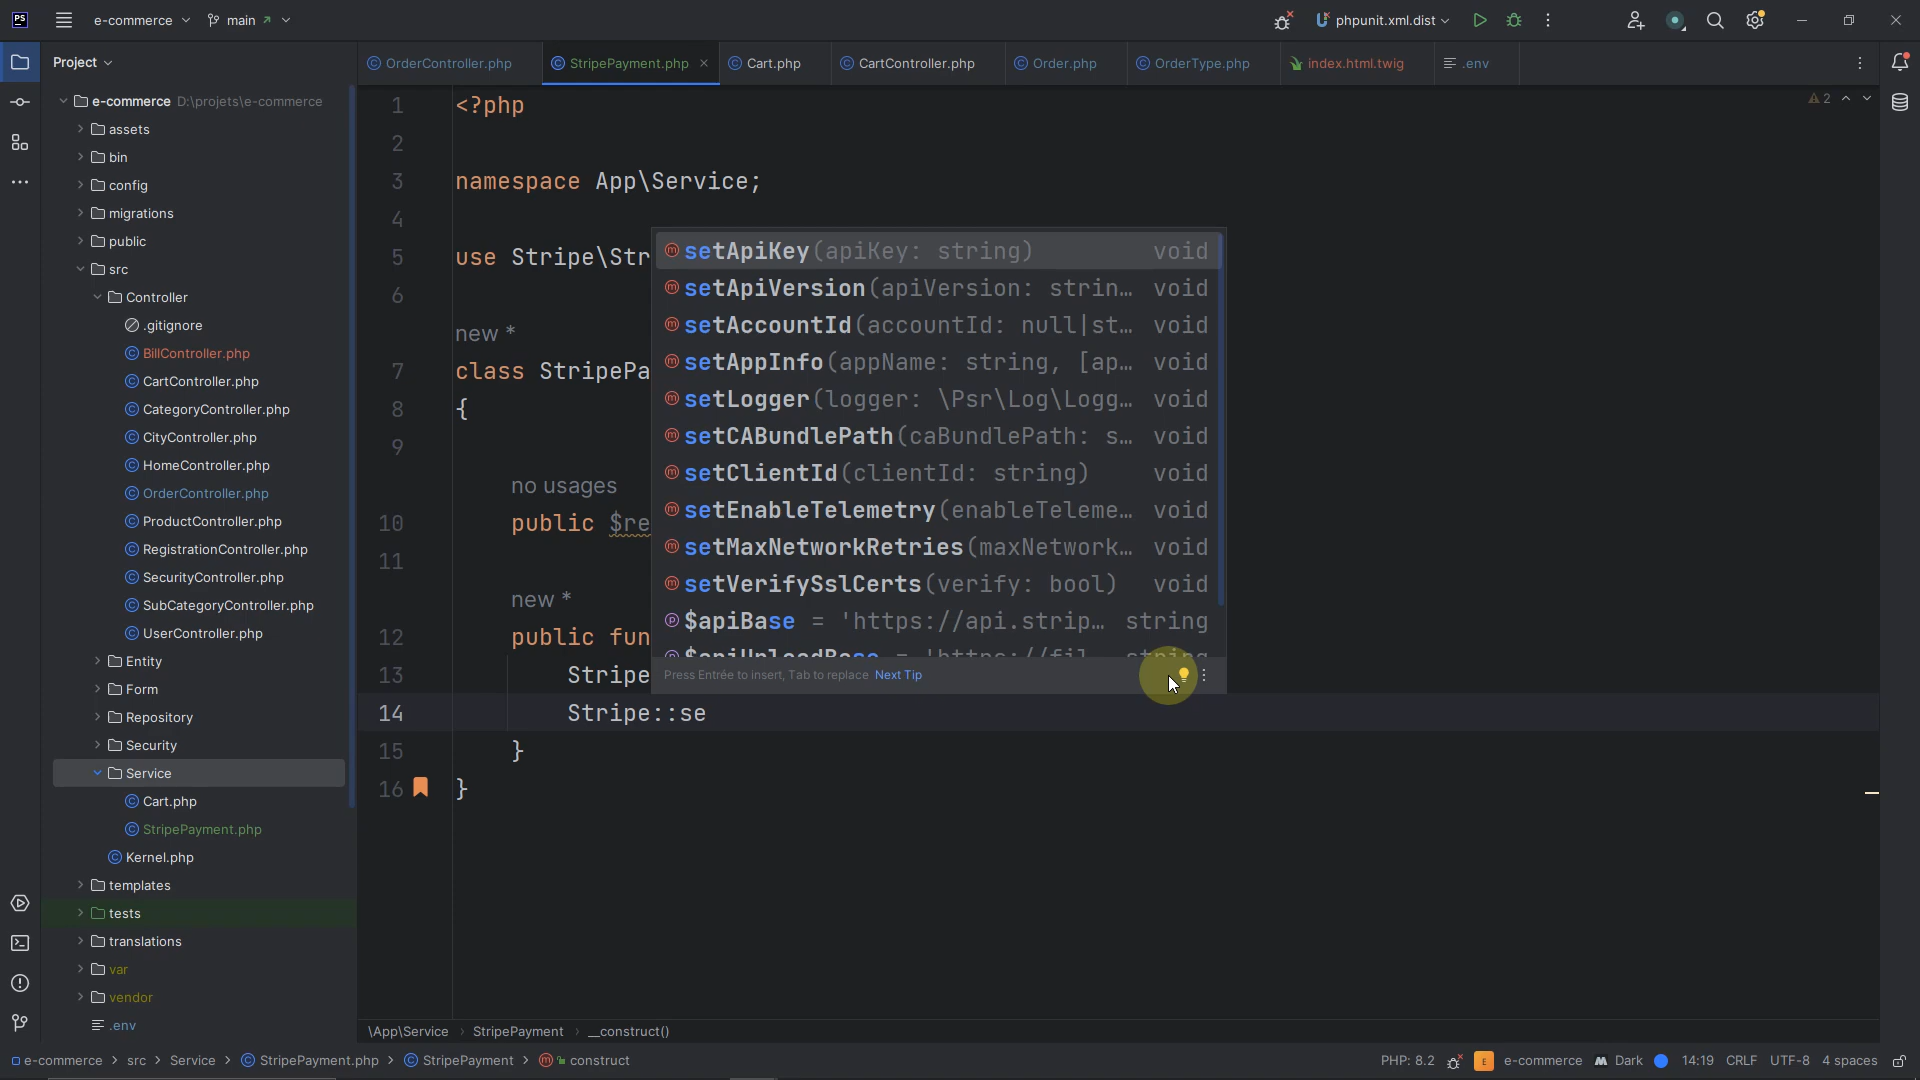 PS e-commerce main phpunit.xml.dist
Project
OrderController.php StripePayment.php Cart.php CartController.php Order.php OrderType.php index.html.twig .env
e-commerce D:\projets\e-commerce
assets
bin
config
migrations
public
src
Controller
.gitignore
BillController.php
CartController.php
CategoryController.php
CityController.php
HomeController.php
OrderController.php
ProductController.php
RegistrationController.php
SecurityController.php
SubCategoryController.php
UserController.php
Entity
Form
Repository
Security
Service
Cart.php
StripePayment.php
Kernel.php
templates
tests
translations
var
vendor
.env
2
1 <?php
2
3 namespace App\Service;
4
5 use Stripe\Str
6
new *
7 class StripePa
8 {
9
no usages
10 public $re
11
new *
12 public fun
13 Stripe
14 Stripe::se
15 }
16 }
setApiKey(apiKey: string) void
setApiVersion(apiVersion: strin… void
setAccountId(accountId: null|st… void
setAppInfo(appName: string, [ap… void
setLogger(logger: \Psr\Log\Logg… void
setCABundlePath(caBundlePath: s… void
setClientId(clientId: string) void
setEnableTelemetry(enableTeleme… void
setMaxNetworkRetries(maxNetwork… void
setVerifySslCerts(verify: bool) void
$apiBase = 'https://api.strip… string
$apiUploadBase = 'https://fil… string
Press Entrée to insert, Tab to replace Next Tip
\App\Service › StripePayment › __construct()
e-commerce > src > Service > StripePayment.php > StripePayment > construct
PHP: 8.2 E e-commerce Dark 14:19 CRLF UTF-8 4 spaces